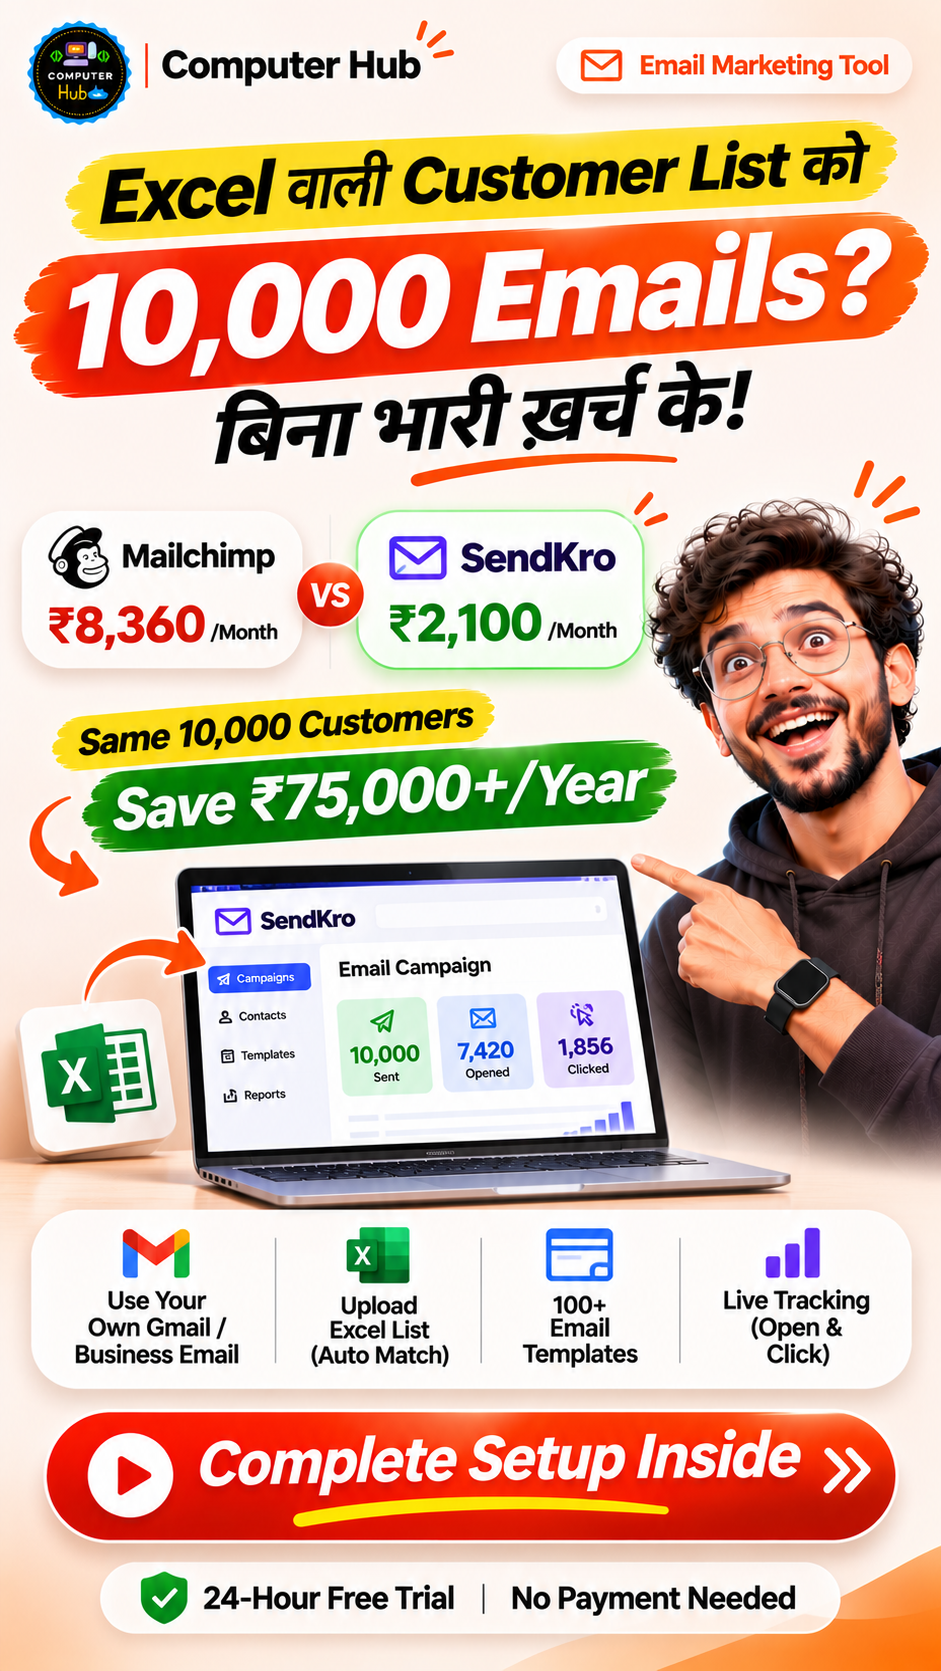 COMPUTER
Hub
Computer Hub
Email Marketing Tool
Excel वाली Customer List को
10,000 Emails?
बिना भारी ख़र्च के!
Mailchimp
₹8,360 /Month
VS
SendKro
₹2,100 /Month
Same 10,000 Customers
Save ₹75,000+/Year
SendKro
Campaigns
Contacts
Templates
Reports
Email Campaign
10,000
Sent
7,420
Opened
1,856
Clicked
X
Use Your
Own Gmail /
Business Email
X
Upload
Excel List
(Auto Match)
100+
Email
Templates
Live Tracking
(Open &
Click)
Complete Setup Inside
24-Hour Free Trial | No Payment Needed